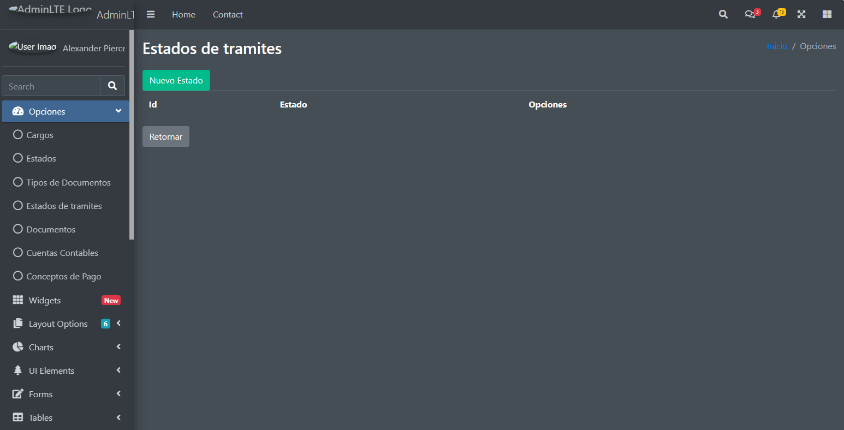 AdminLTE Logo
AdminLT
User Imag
Alexander Pierce
Search
Opciones
Cargos
Estados
Tipos de Documentos
Estados de tramites
Documentos
Cuentas Contables
Conceptos de Pago
Widgets New
Layout Options 6
Charts
UI Elements
Forms
Tables
Home Contact
3
Estados de tramites
Inicio / Opciones
Nuevo Estado
Id Estado Opciones
Retornar